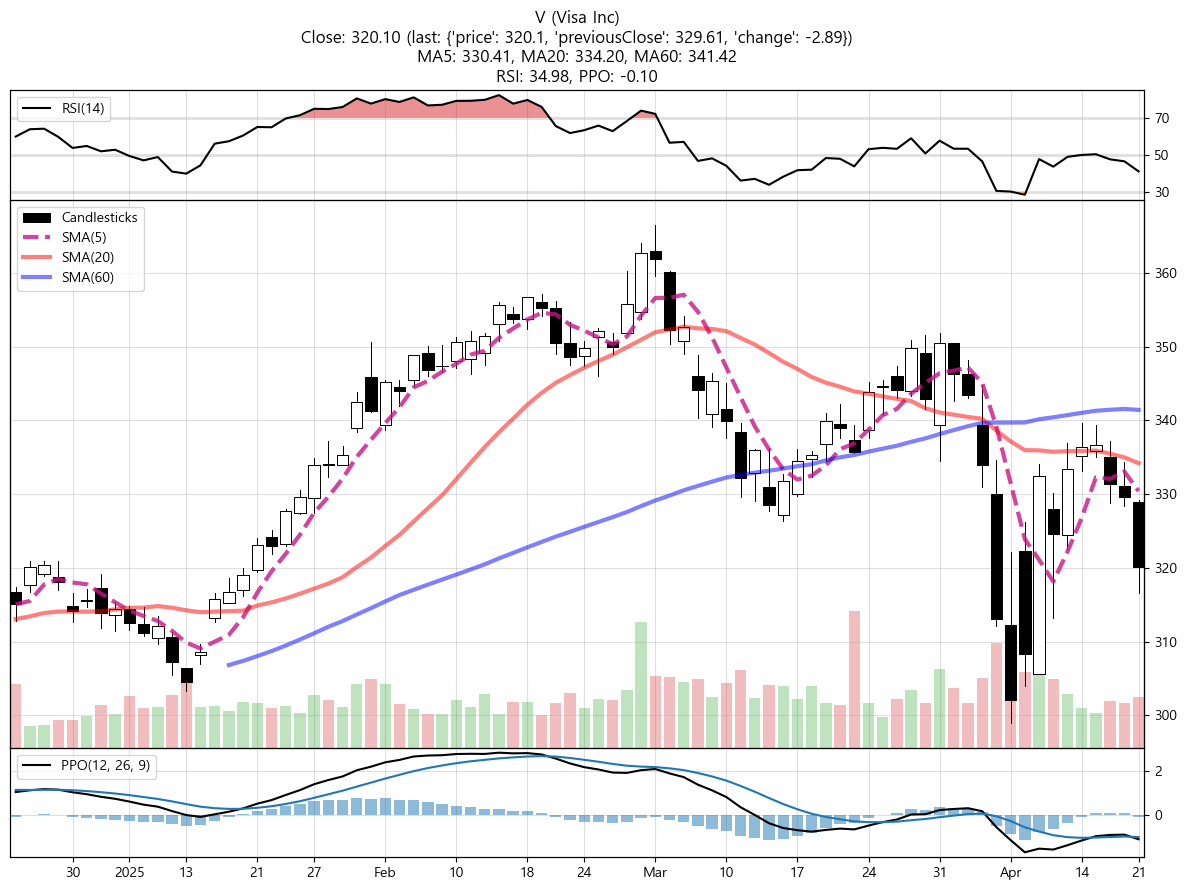 V (Visa Inc)
Close: 320.10 (last: {'price': 320.1, 'previousClose': 329.61, 'change': -2.89})
MA5: 330.41, MA20: 334.20, MA60: 341.42
RSI: 34.98, PPO: -0.10
RSI(14)
70
50
30
Candlesticks
SMA(5)
SMA(20)
SMA(60)
360
350
340
330
320
310
300
PPO(12, 26, 9)
2
0
30 2025 13 21 27 Feb 10 18 24 Mar 10 17 24 31 Apr 14 21